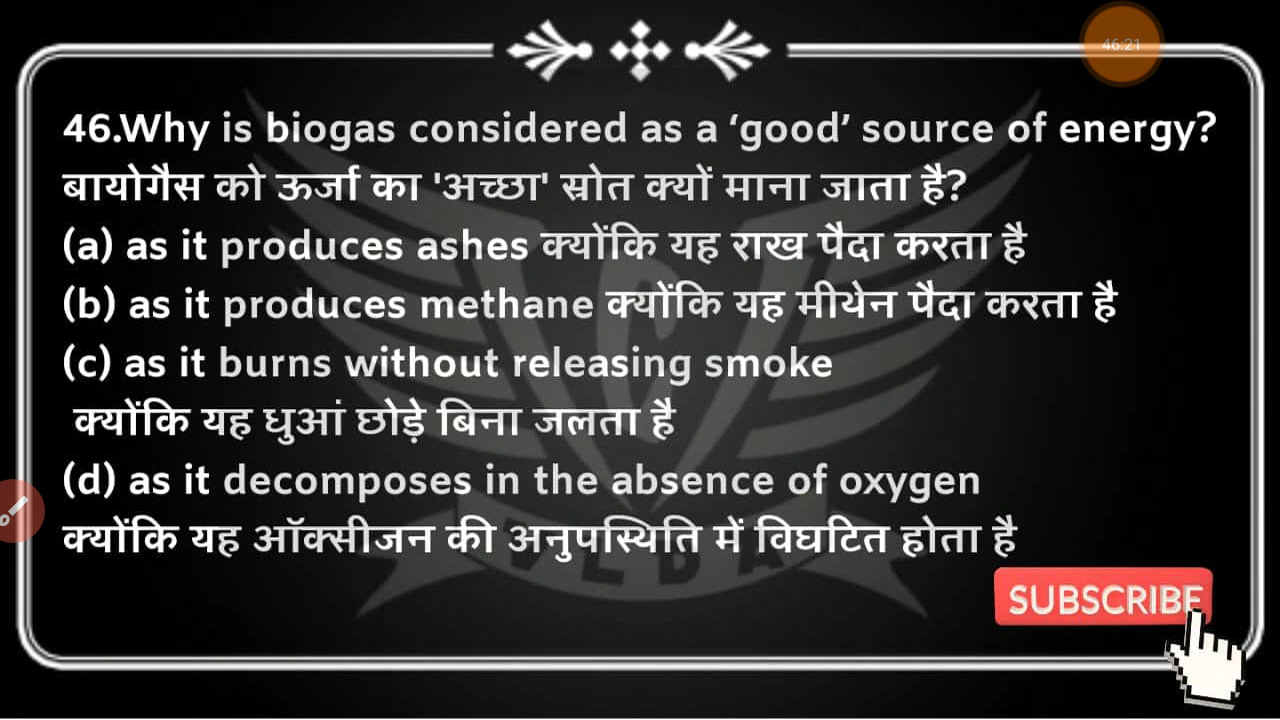 46:21
46.Why is biogas considered as a ‘good’ source of energy?
बायोगैस को ऊर्जा का 'अच्छा' स्रोत क्यों माना जाता है?
(a) as it produces ashes क्योंकि यह राख पैदा करता है
(b) as it produces methane क्योंकि यह मीथेन पैदा करता है
(c) as it burns without releasing smoke
क्योंकि यह धुआं छोड़े बिना जलता है
(d) as it decomposes in the absence of oxygen
क्योंकि यह ऑक्सीजन की अनुपस्थिति में विघटित होता है
SUBSCRIBE